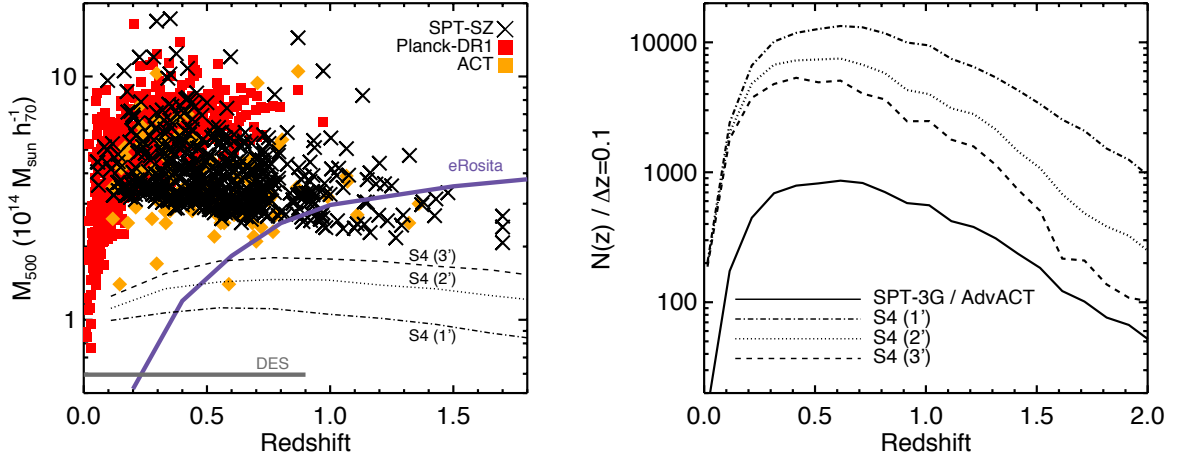 SPT-SZ
Planck-DR1
ACT
10
1
M500 (10^14 Msun h70^-1)
eRosita
S4 (3')
S4 (2')
S4 (1')
DES
0.0 0.5 1.0 1.5
Redshift
10000
1000
100
N(z) / Δz=0.1
SPT-3G / AdvACT
S4 (1')
S4 (2')
S4 (3')
0.0 0.5 1.0 1.5 2.0
Redshift